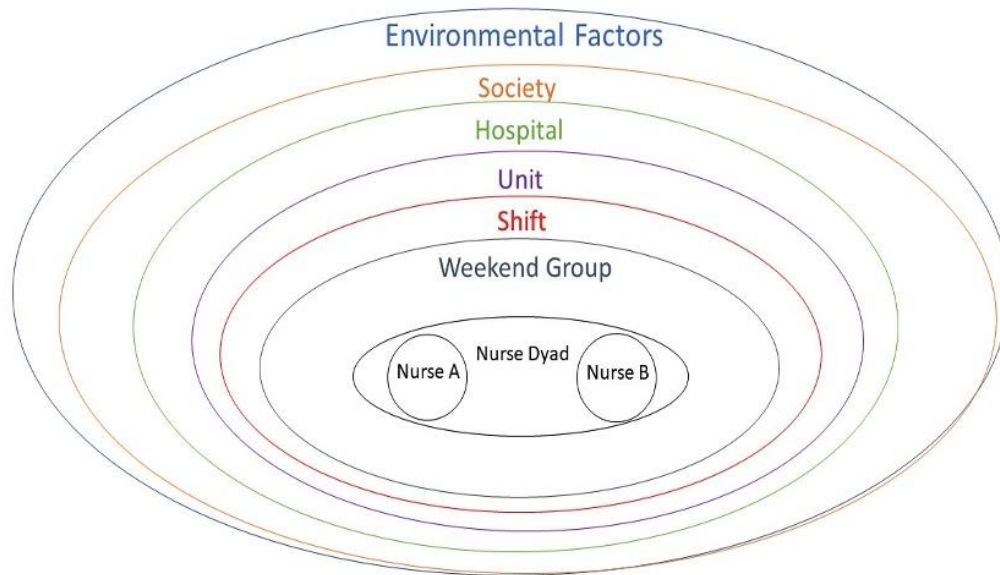 Environmental Factors
Society
Hospital
Unit
Shift
Weekend Group
Nurse Dyad
Nurse A
Nurse B